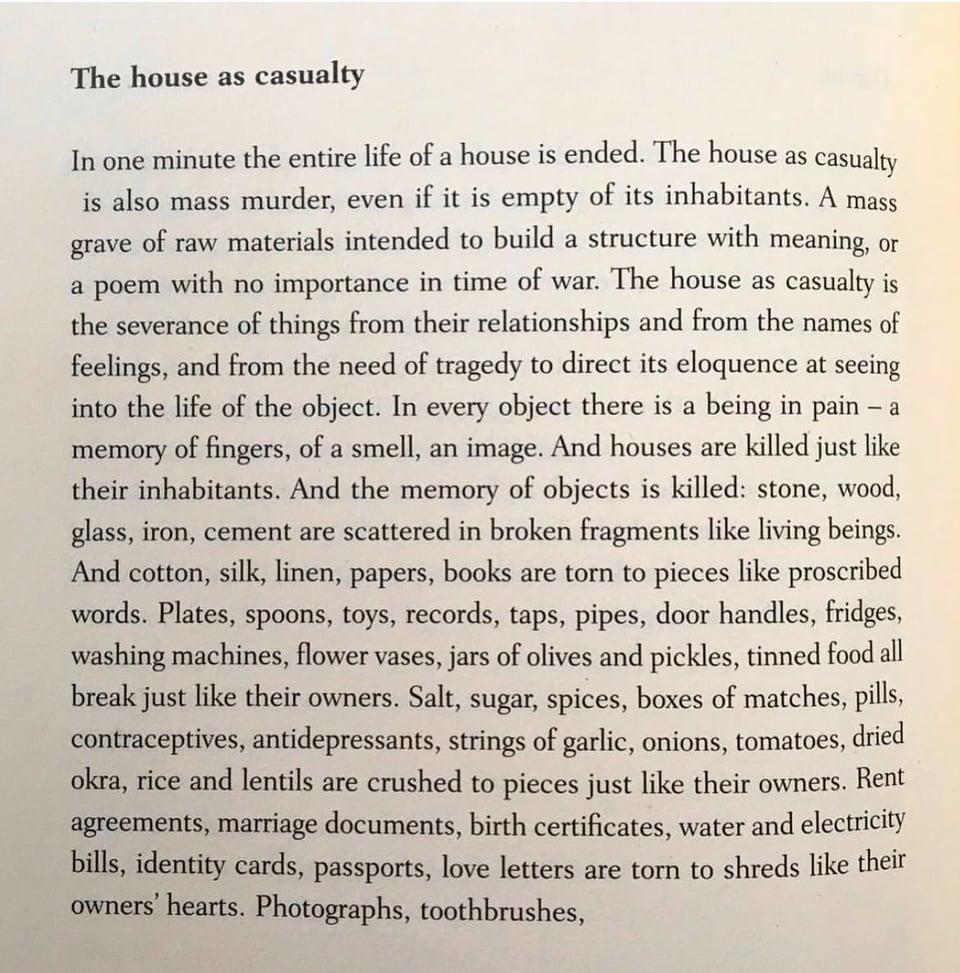 The house as casualty
In one minute the entire life of a house is ended. The house as casualty
is also mass murder, even if it is empty of its inhabitants. A mass
grave of raw materials intended to build a structure with meaning, or
a poem with no importance in time of war. The house as casualty is
the severance of things from their relationships and from the names of
feelings, and from the need of tragedy to direct its eloquence at seeing
into the life of the object. In every object there is a being in pain – a
memory of fingers, of a smell, an image. And houses are killed just like
their inhabitants. And the memory of objects is killed: stone, wood,
glass, iron, cement are scattered in broken fragments like living beings.
And cotton, silk, linen, papers, books are torn to pieces like proscribed
words. Plates, spoons, toys, records, taps, pipes, door handles, fridges,
washing machines, flower vases, jars of olives and pickles, tinned food all
break just like their owners. Salt, sugar, spices, boxes of matches, pills,
contraceptives, antidepressants, strings of garlic, onions, tomatoes, dried
okra, rice and lentils are crushed to pieces just like their owners. Rent
agreements, marriage documents, birth certificates, water and electricity
bills, identity cards, passports, love letters are torn to shreds like their
owners’ hearts. Photographs, toothbrushes,